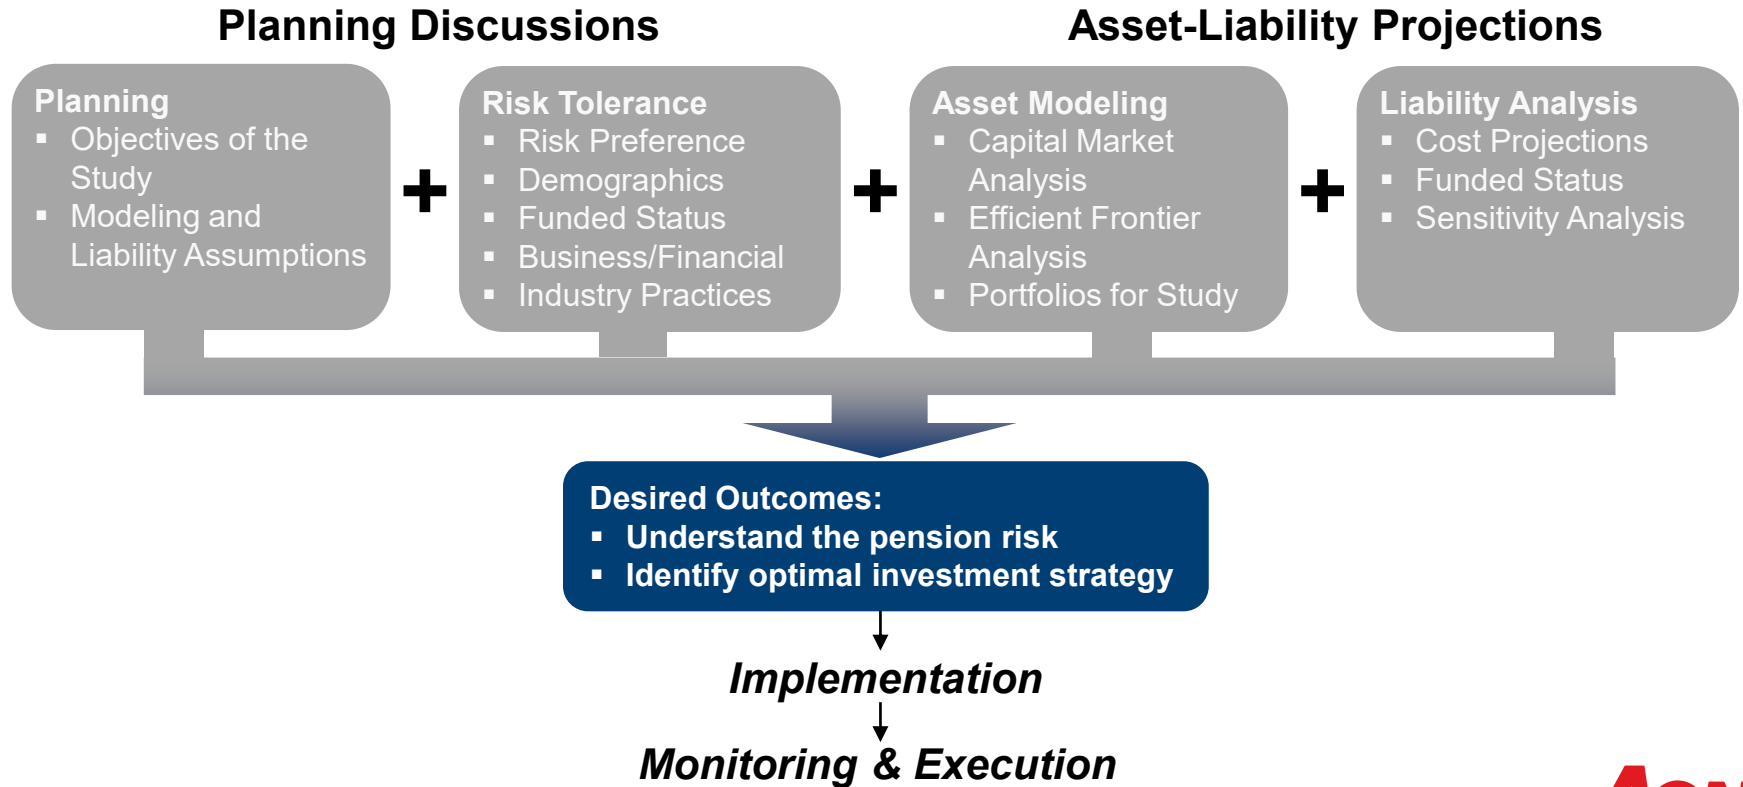 Planning Discussions
Asset-Liability Projections
Planning
▪ Objectives of the
Study
▪ Modeling and
Liability Assumptions
+
Risk Tolerance
▪ Risk Preference
▪ Demographics
▪ Funded Status
▪ Business/Financial
▪ Industry Practices
+
Asset Modeling
▪ Capital Market
Analysis
▪ Efficient Frontier
Analysis
▪ Portfolios for Study
+
Liability Analysis
▪ Cost Projections
▪ Funded Status
▪ Sensitivity Analysis
Desired Outcomes:
▪ Understand the pension risk
▪ Identify optimal investment strategy
Implementation
Monitoring & Execution